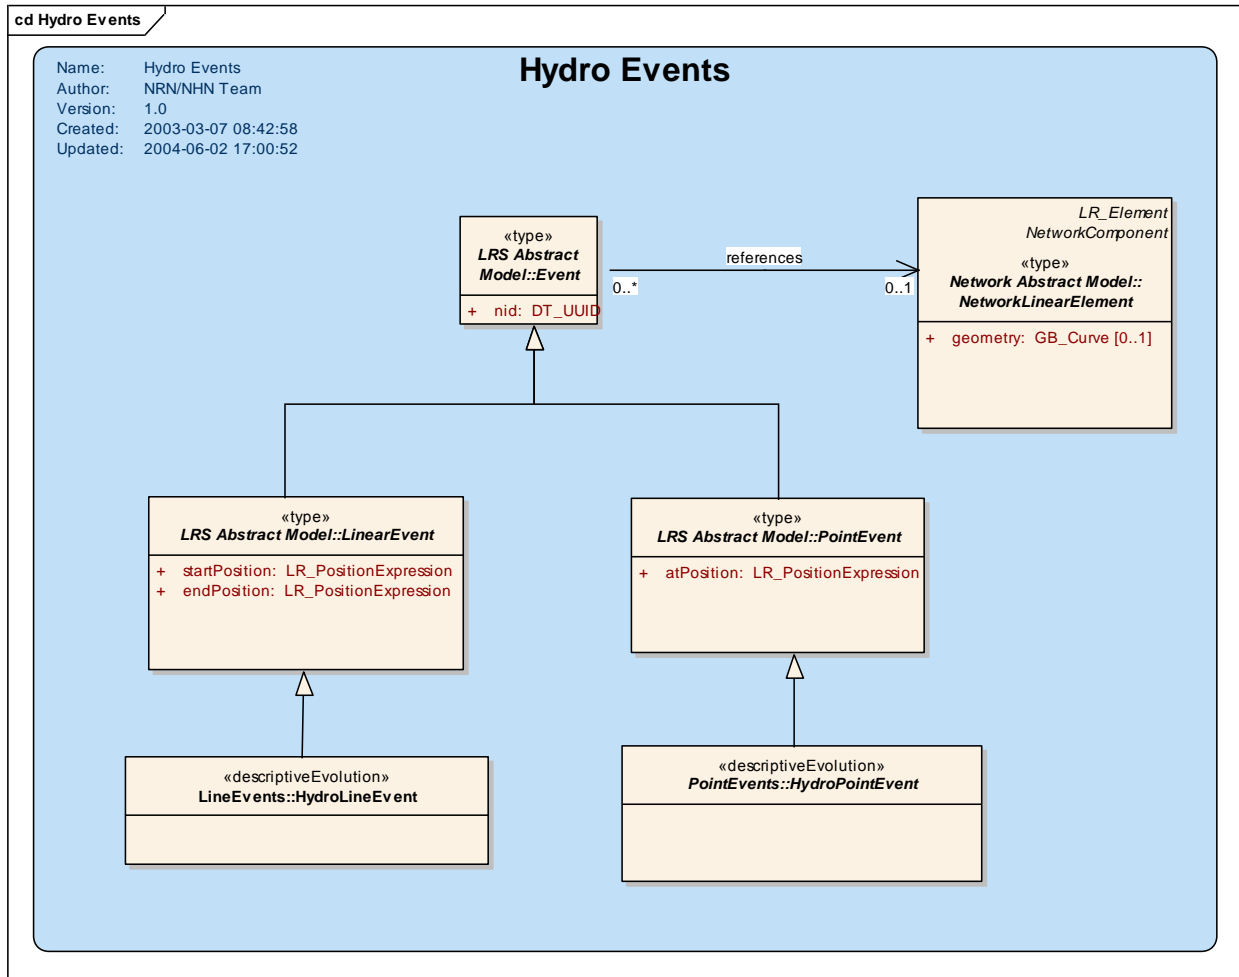 cd Hydro Events
Hydro Events
Name: Hydro Events
Author: NRN/NHN Team
Version: 1.0
Created: 2003-03-07 08:42:58
Updated: 2004-06-02 17:00:52
«type»
LRS Abstract
Model::Event
+ nid: DT_UUID
references
0..*
0..1
LR_Element
NetworkComponent
«type»
Network Abstract Model::
NetworkLinearElement
+ geometry: GB_Curve [0..1]
«type»
LRS Abstract Model::LinearEvent
+ startPosition: LR_PositionExpression
+ endPosition: LR_PositionExpression
«type»
LRS Abstract Model::PointEvent
+ atPosition: LR_PositionExpression
«descriptiveEvolution»
LineEvents::HydroLineEvent
«descriptiveEvolution»
PointEvents::HydroPointEvent